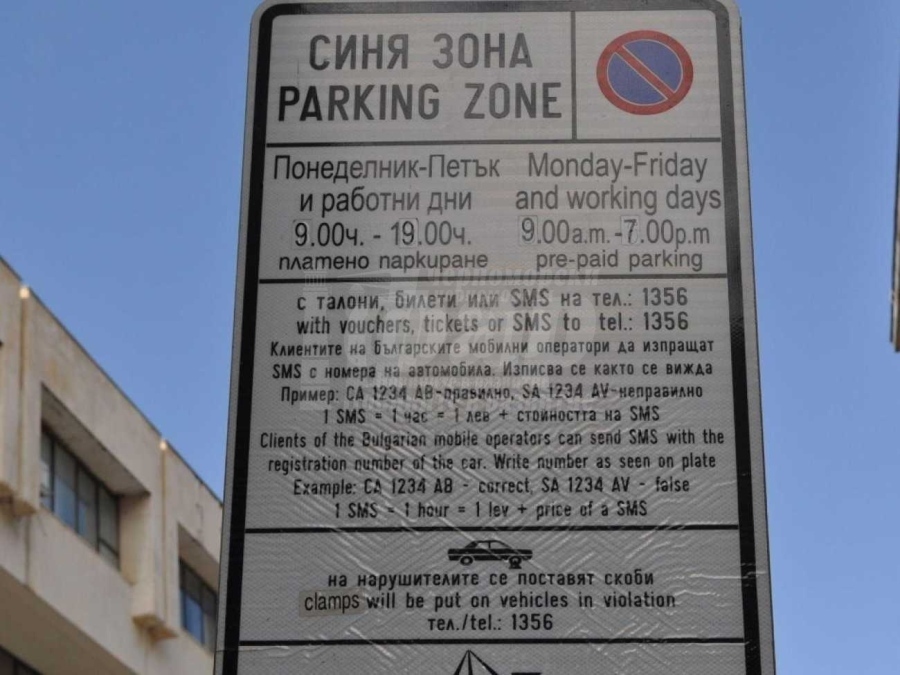 СИНЯ ЗОНА
PARKING ZONE
Понеделник-Петък
и работни дни
9.00ч. - 19.00ч.
платено паркиране
Monday-Friday
and working days
9.00a.m. -7.00p.m
pre-paid parking
с талони, билети или SMS на тел.: 1356
with vouchers, tickets or SMS to tel.: 1356
Клиентите на българските мобилни оператори да изпращат
SMS с номера на автомобила. Изписва се както се вижда
Пример: СА 1234 АВ-правилно, SA 1234 AV-неправилно
1 SMS = 1 час = 1 лев + стойността на SMS
Clients of the Bulgarian mobile operators can send SMS with the
registration number of the car. Write number as seen on plate
Example: CA 1234 AB - correct, SA 1234 AV - false
1 SMS = 1 hour = 1 lev + price of a SMS
на нарушителите се поставят скоби
clamps will be put on vehicles in violation
тел./tel.: 1356